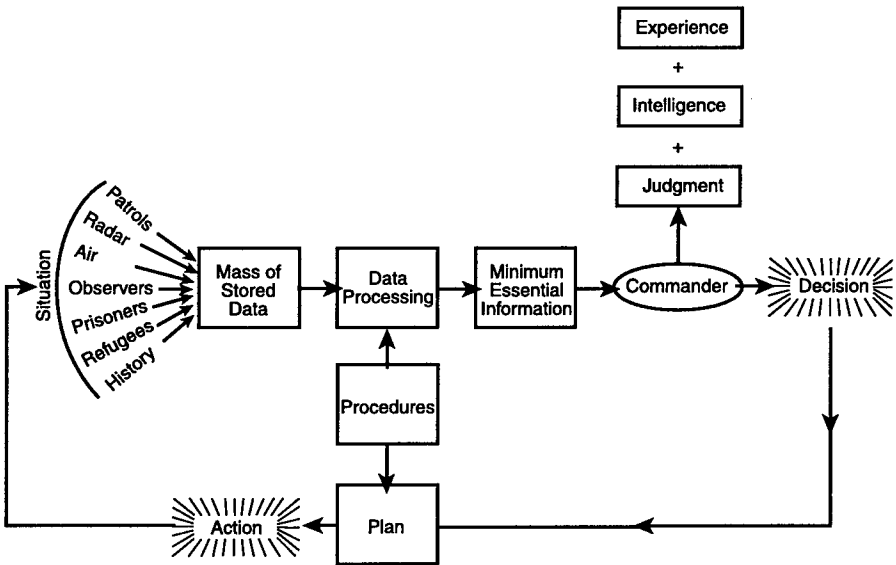 Experience
+
Intelligence
+
Judgment
Situation
Patrols
Radar
Air
Observers
Prisoners
Refugees
History
Mass of
Stored
Data
Data
Processing
Minimum
Essential
Information
Commander
Decision
Procedures
Action
Plan